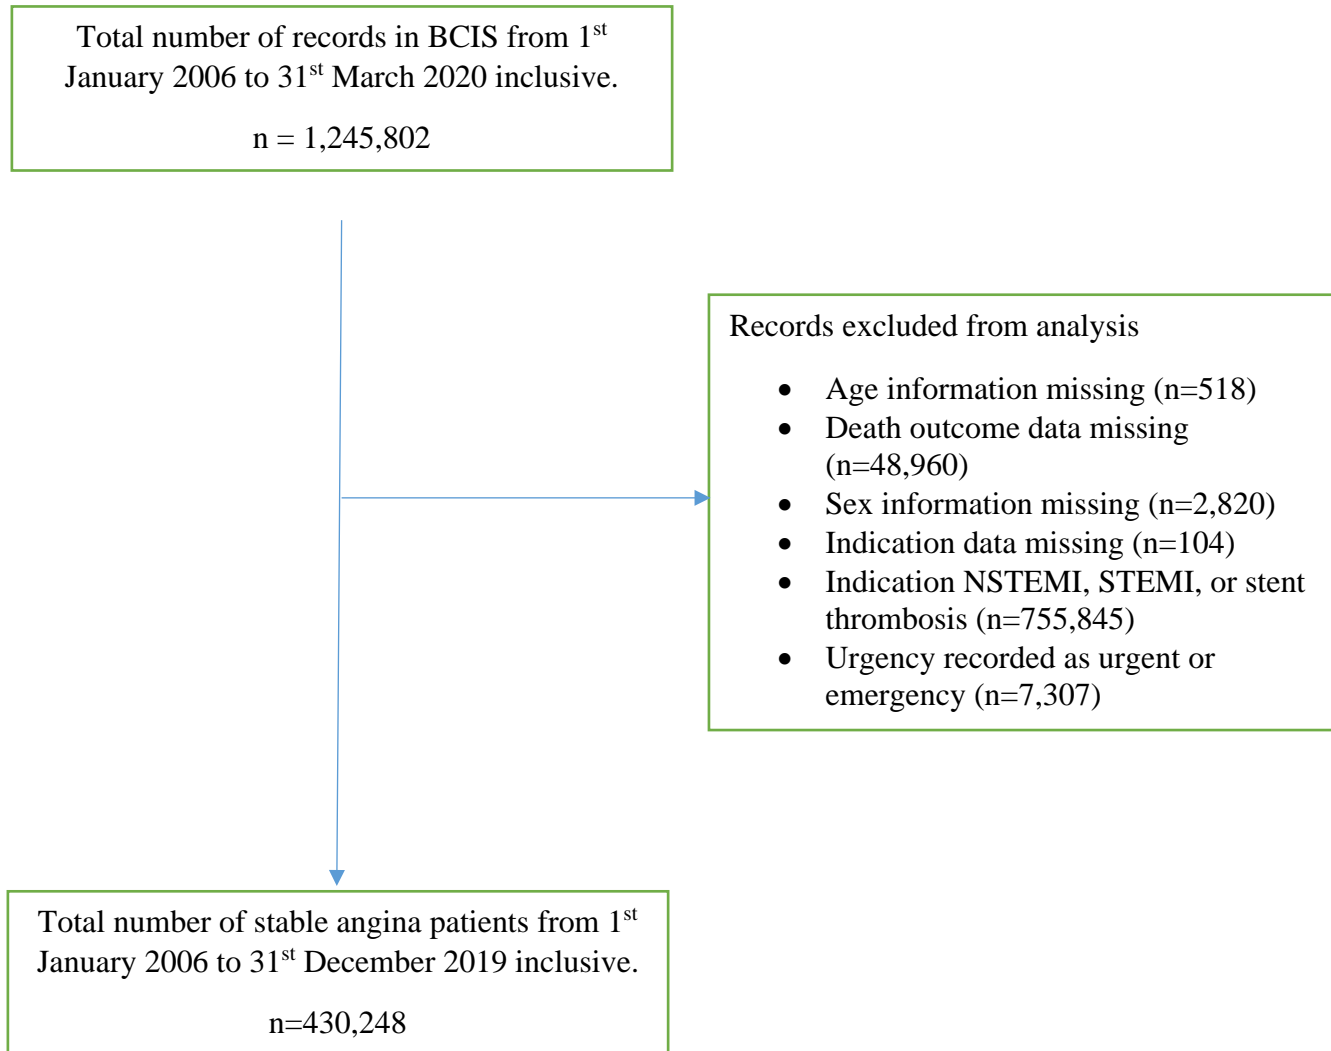 Total number of records in BCIS from 1st
January 2006 to 31st March 2020 inclusive.
n = 1,245,802
Records excluded from analysis
• Age information missing (n=518)
• Death outcome data missing
(n=48,960)
• Sex information missing (n=2,820)
• Indication data missing (n=104)
• Indication NSTEMI, STEMI, or stent
thrombosis (n=755,845)
• Urgency recorded as urgent or
emergency (n=7,307)
Total number of stable angina patients from 1st
January 2006 to 31st December 2019 inclusive.
n=430,248